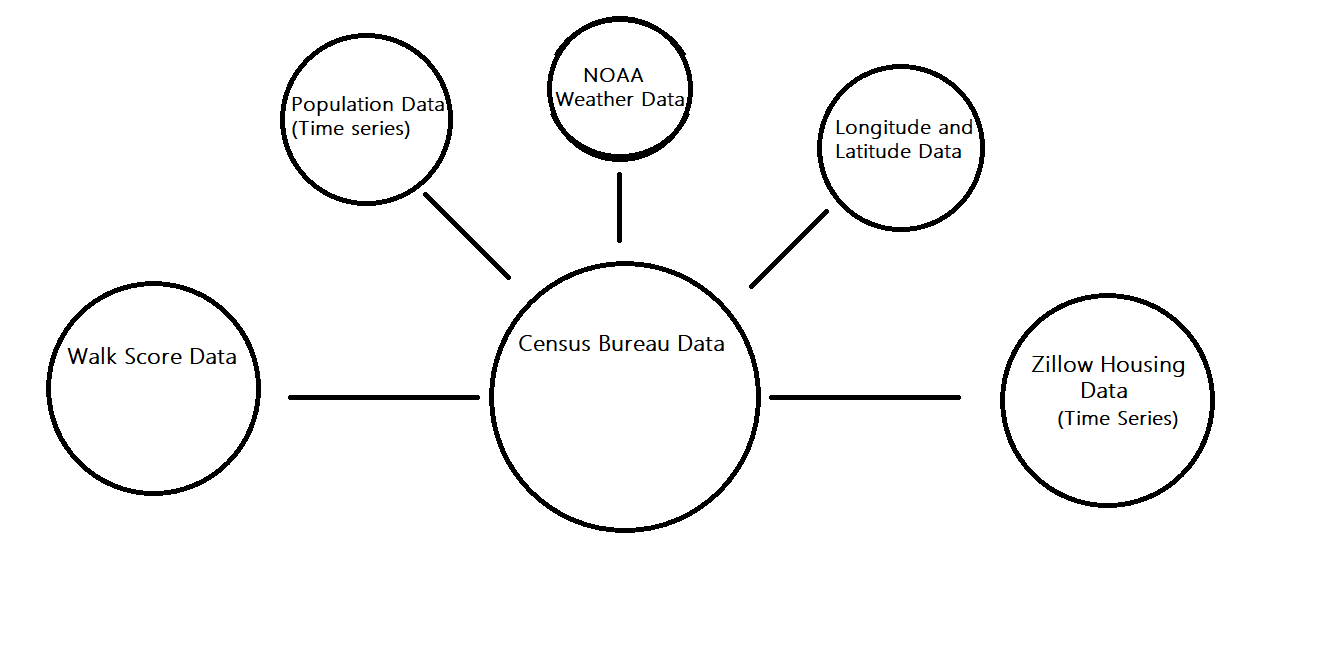 NOAA
Weather Data
Population Data
(Time series)
Longitude and
Latitude Data
Walk Score Data
Census Bureau Data
Zillow Housing
Data
(Time Series)